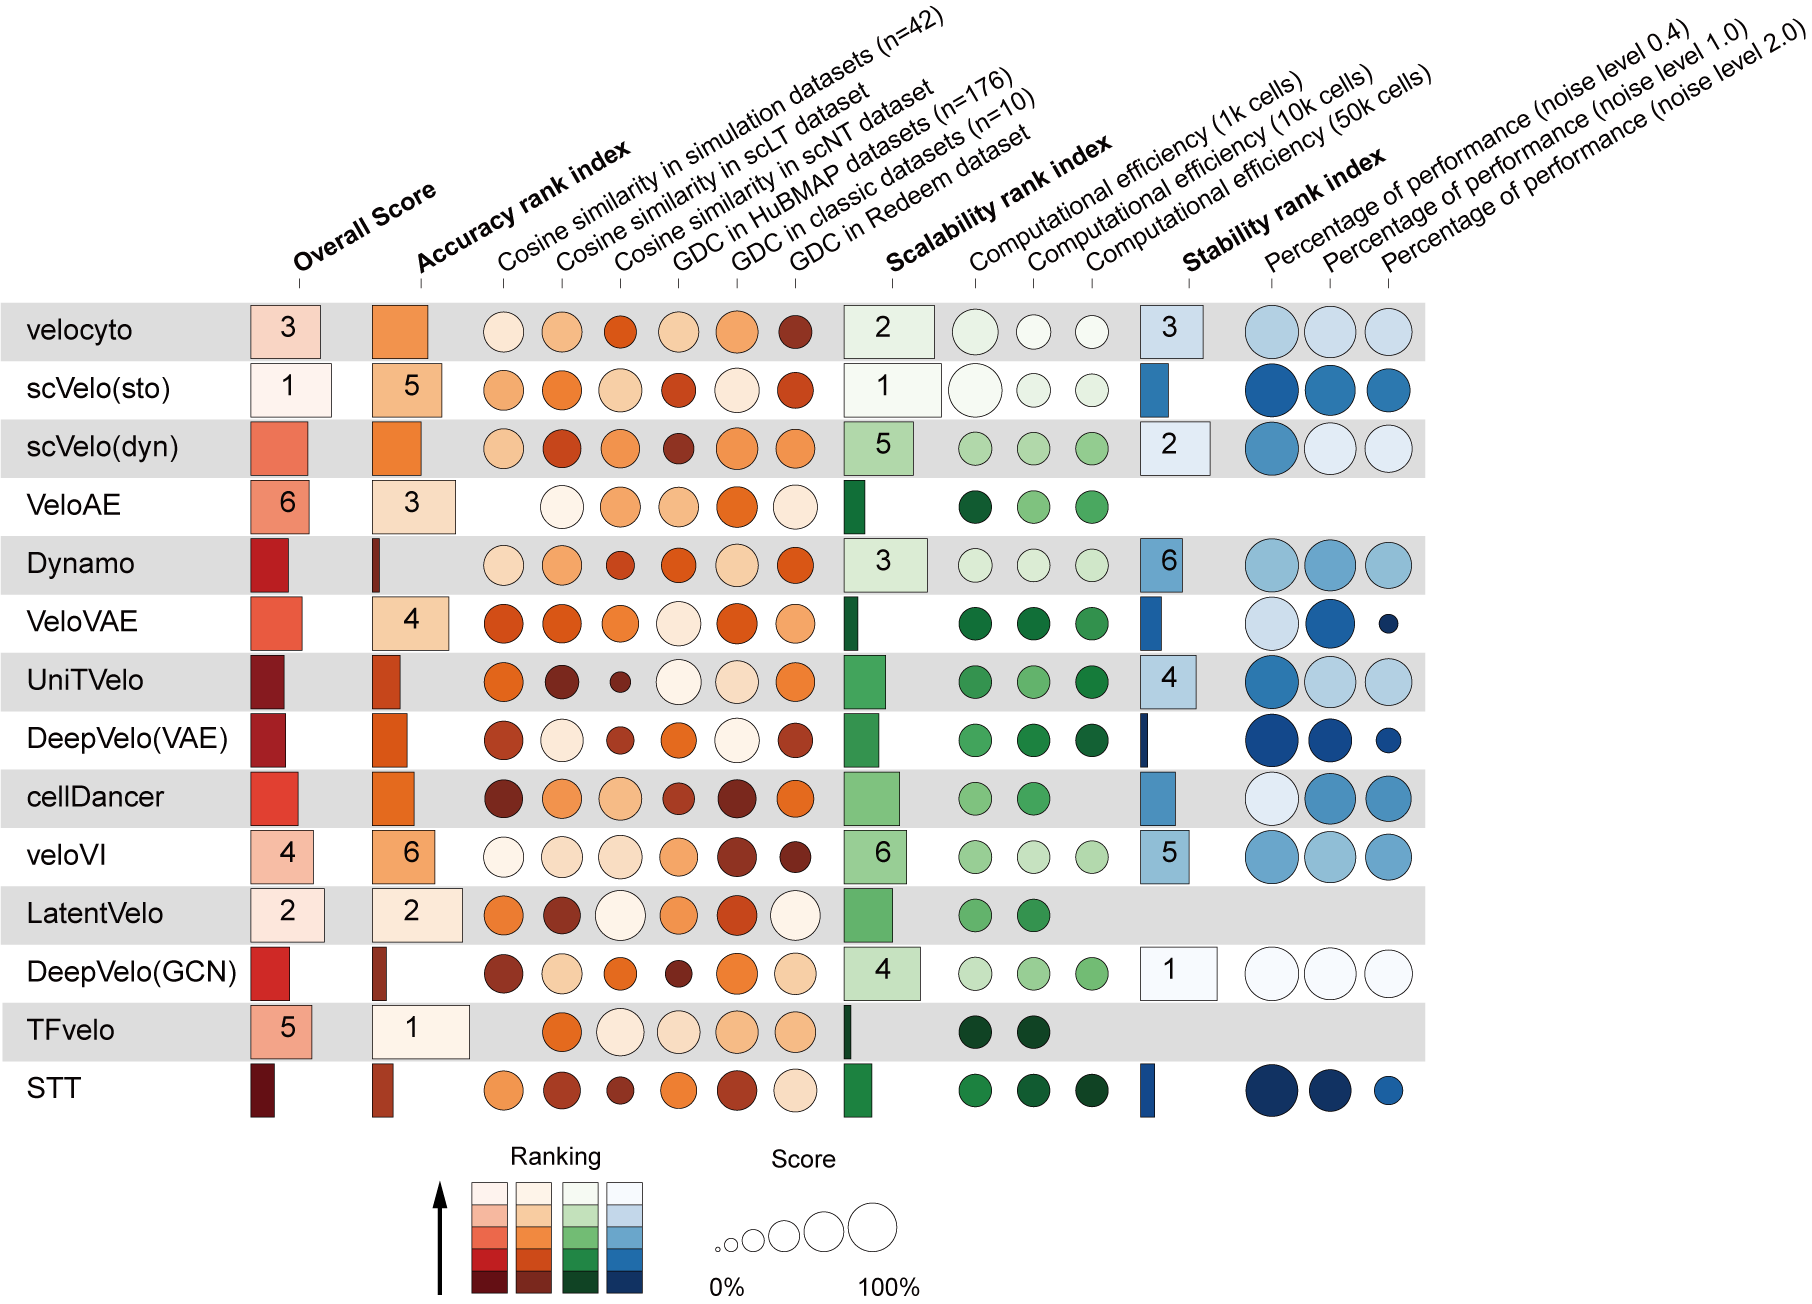 Overall Score
Accuracy rank index
Cosine similarity in simulation datasets (n=42)
Cosine similarity in scLT dataset
Cosine similarity in scNT dataset
GDC in HuBMAP datasets (n=176)
GDC in classic datasets (n=10)
GDC in Redeem dataset
Scalability rank index
Computational efficiency (1k cells)
Computational efficiency (10k cells)
Computational efficiency (50k cells)
Stability rank index
Percentage of performance (noise level 0.4)
Percentage of performance (noise level 1.0)
Percentage of performance (noise level 2.0)
velocyto 3 2 3
scVelo(sto) 1 5 1
scVelo(dyn) 5 2
VeloAE 6 3
Dynamo 3 6
VeloVAE 4
UniTVelo 4
DeepVelo(VAE)
cellDancer
veloVI 4 6 6 5
LatentVelo 2 2
DeepVelo(GCN) 4 1
TFvelo 5 1
STT
Ranking Score
0% 100%